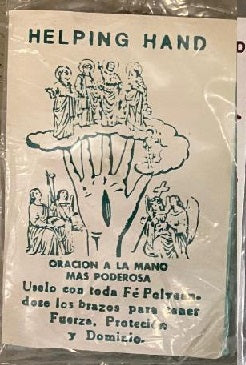 HELPING HAND
ORACION A LA MANO
MAS PODEROSA
Uselo con toda Fé Polvean-
dose los brazos para tener
Fuerza, Proteción
y Dominio.